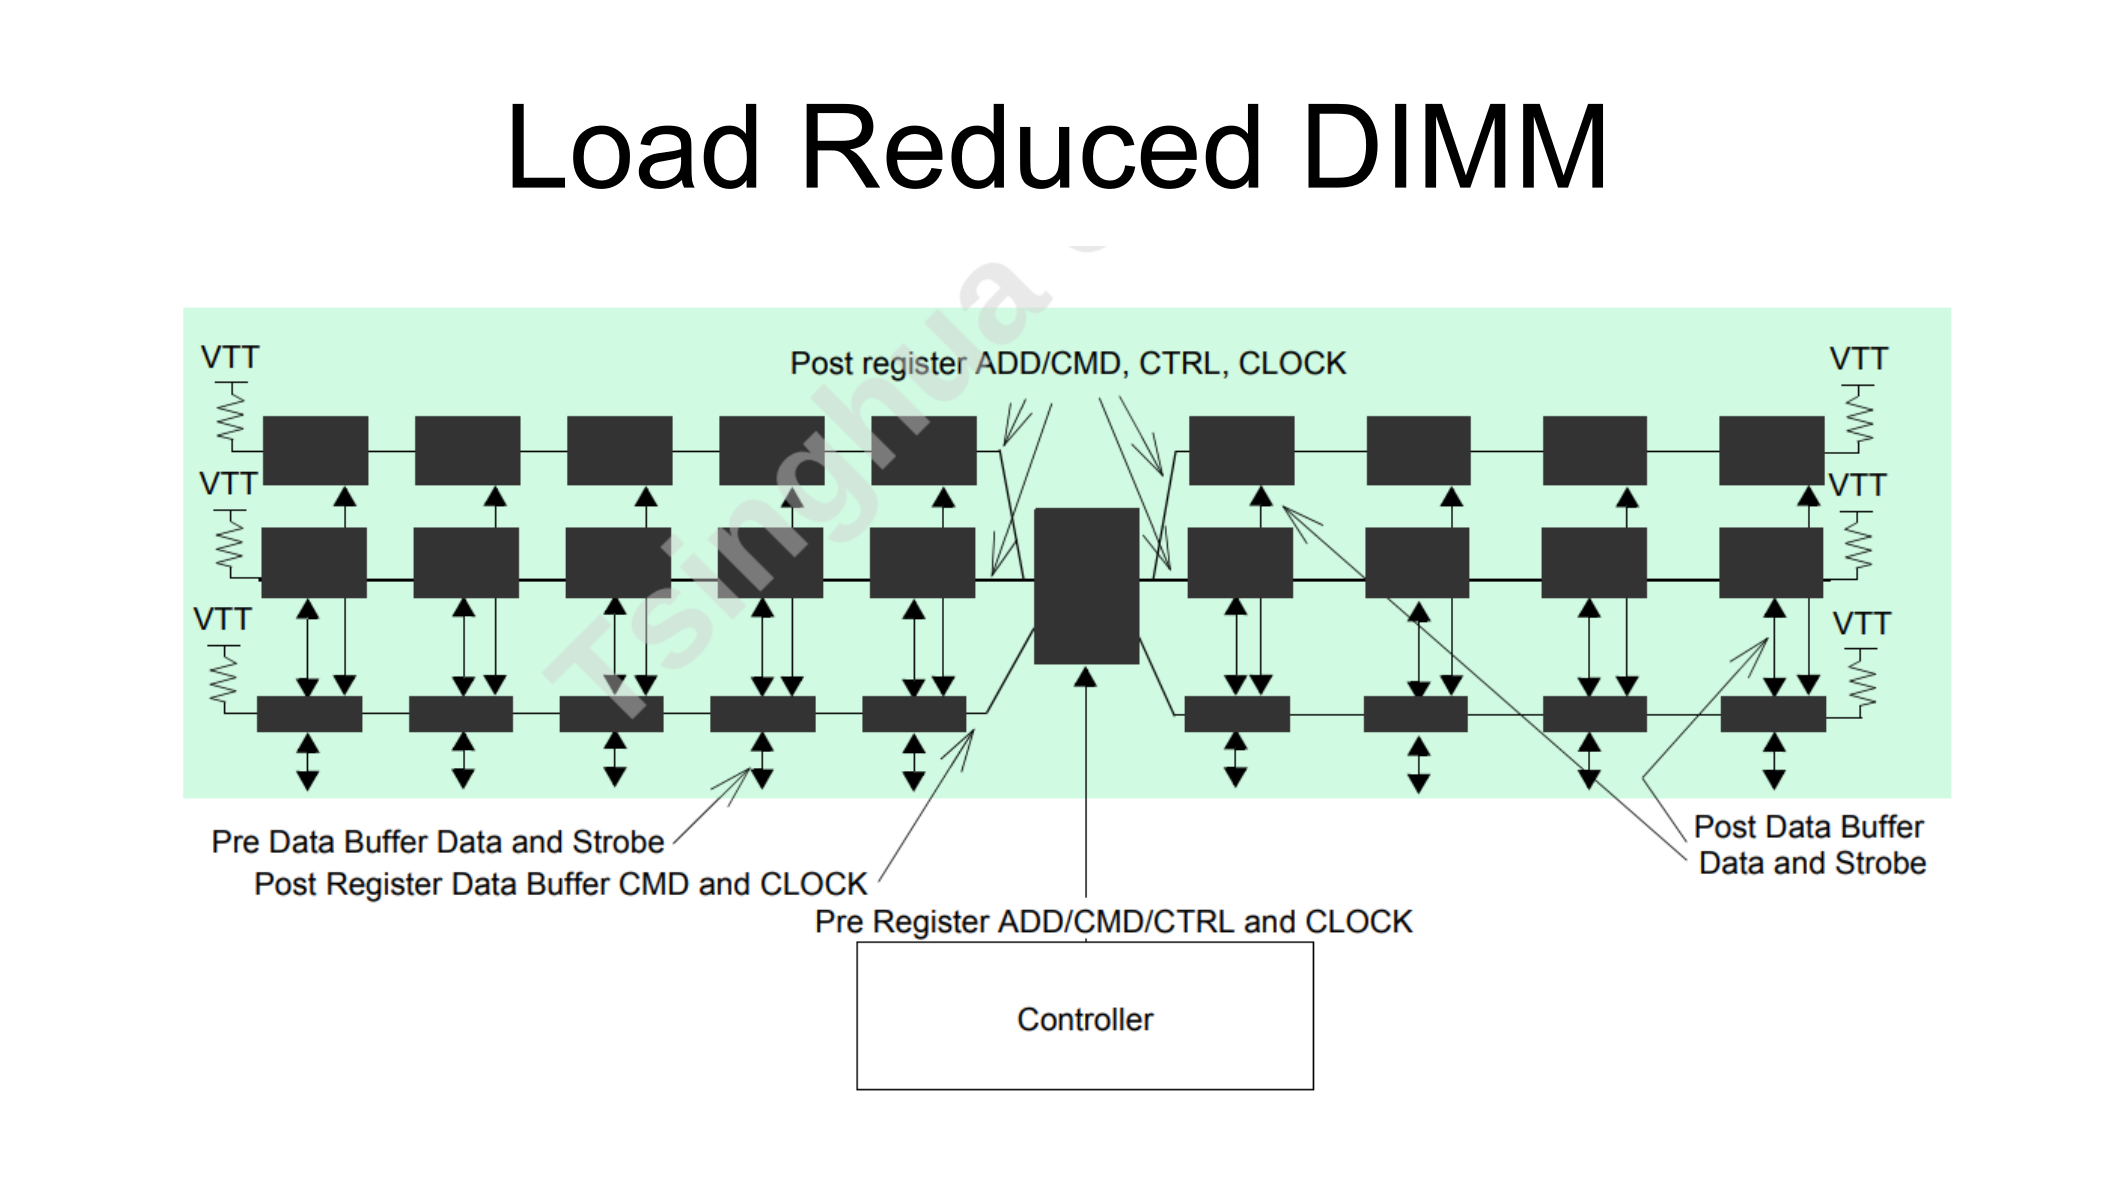 Load Reduced DIMM
Tsinghua
VTT
Post register ADD/CMD, CTRL, CLOCK
VTT
VTT
VTT
VTT
VTT
Pre Data Buffer Data and Strobe
Post Register Data Buffer CMD and CLOCK
Post Data Buffer
Data and Strobe
Pre Register ADD/CMD/CTRL and CLOCK
Controller